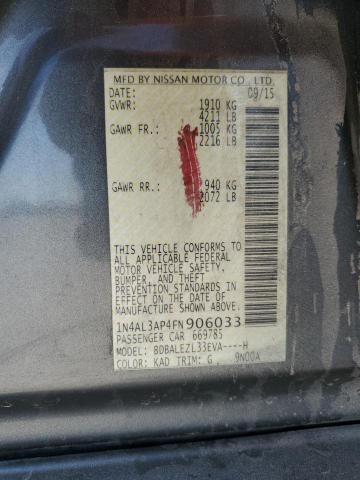 MFD BY NISSAN MOTOR CO., LTD.
DATE: 09/15
GVWR: 1910 KG
4211 LB
GAWR FR.: 1005 KG
2216 LB
GAWR RR.: 940 KG
2072 LB
THIS VEHICLE CONFORMS TO
ALL APPLICABLE FEDERAL
MOTOR VEHICLE SAFETY,
BUMPER, AND THEFT
PREVENTION STANDARDS IN
EFFECT ON THE DATE OF
MANUFACTURE SHOWN ABOVE.
1N4AL3AP4FN906033
PASSENGER CAR 669785
MODEL: BDBALEZL33EVA----H
COLOR: KAD TRIM: G 9N00A